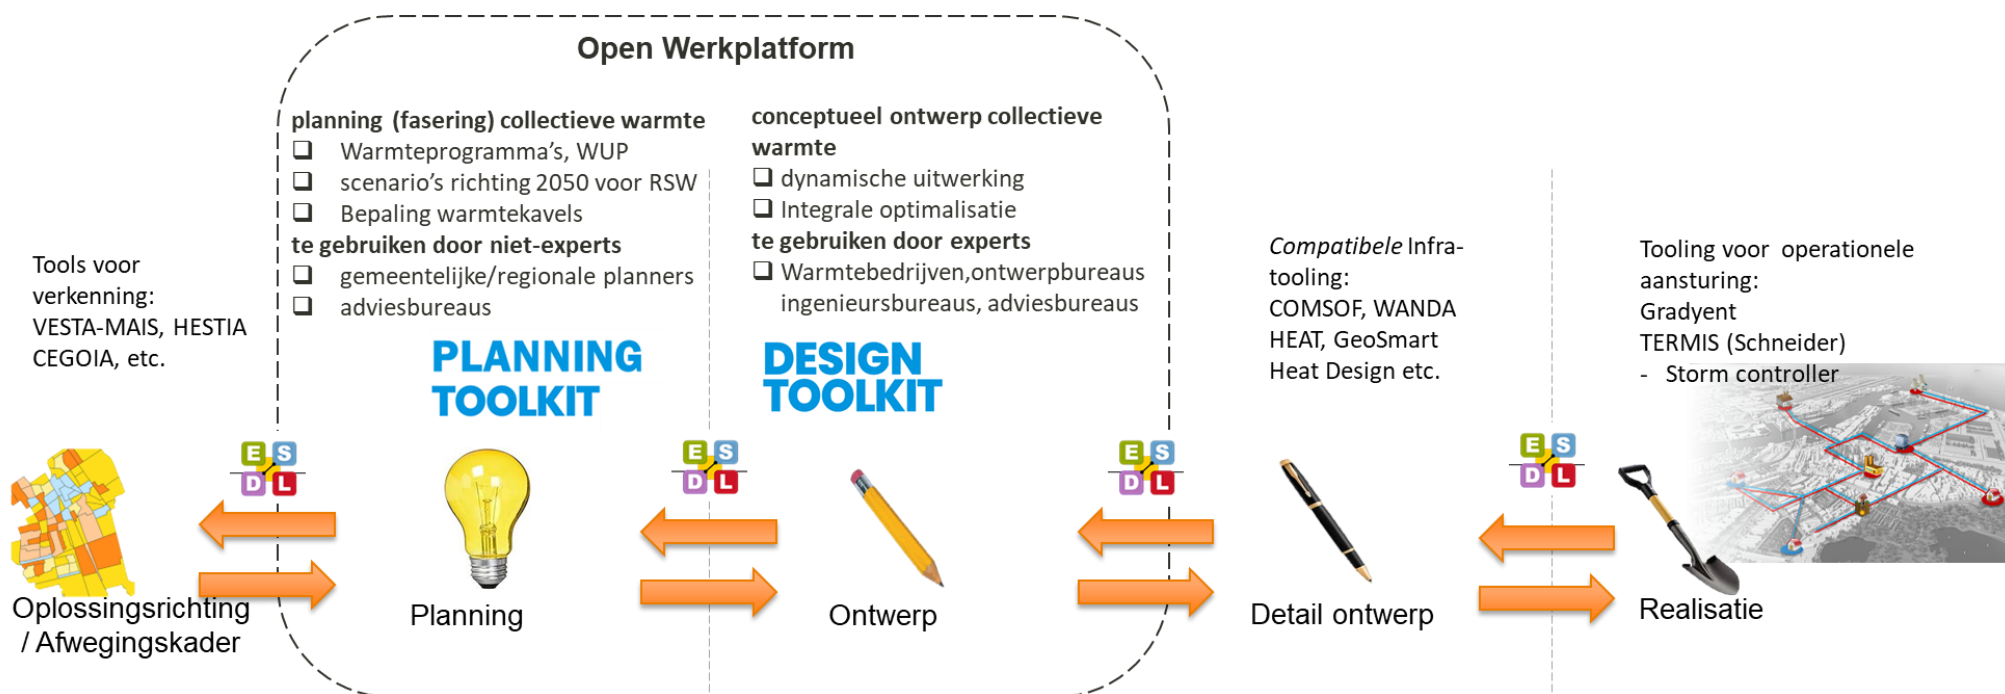 Open Werkplatform
planning (fasering) collectieve warmte
❑ Warmteprogramma's, WUP
❑ scenario's richting 2050 voor RSW
❑ Bepaling warmtekavels
te gebruiken door niet-experts
❑ gemeentelijke/regionale planners
❑ adviesbureaus
PLANNING
TOOLKIT
conceptueel ontwerp collectieve
warmte
❑ dynamische uitwerking
❑ Integrale optimalisatie
te gebruiken door experts
❑ Warmtebedrijven,ontwerpbureaus
ingenieursbureaus, adviesbureaus
DESIGN
TOOLKIT
Tools voor
verkenning:
VESTA-MAIS, HESTIA
CEGOIA, etc.
Compatibele Infra-
tooling:
COMSOF, WANDA
HEAT, GeoSmart
Heat Design etc.
Tooling voor operationele
aansturing:
Gradyent
TERMIS (Schneider)
- Storm controller
E S
D L
E S
D L
E S
D L
E S
D L
Oplossingsrichting
/ Afwegingskader
Planning
Ontwerp
Detail ontwerp
Realisatie